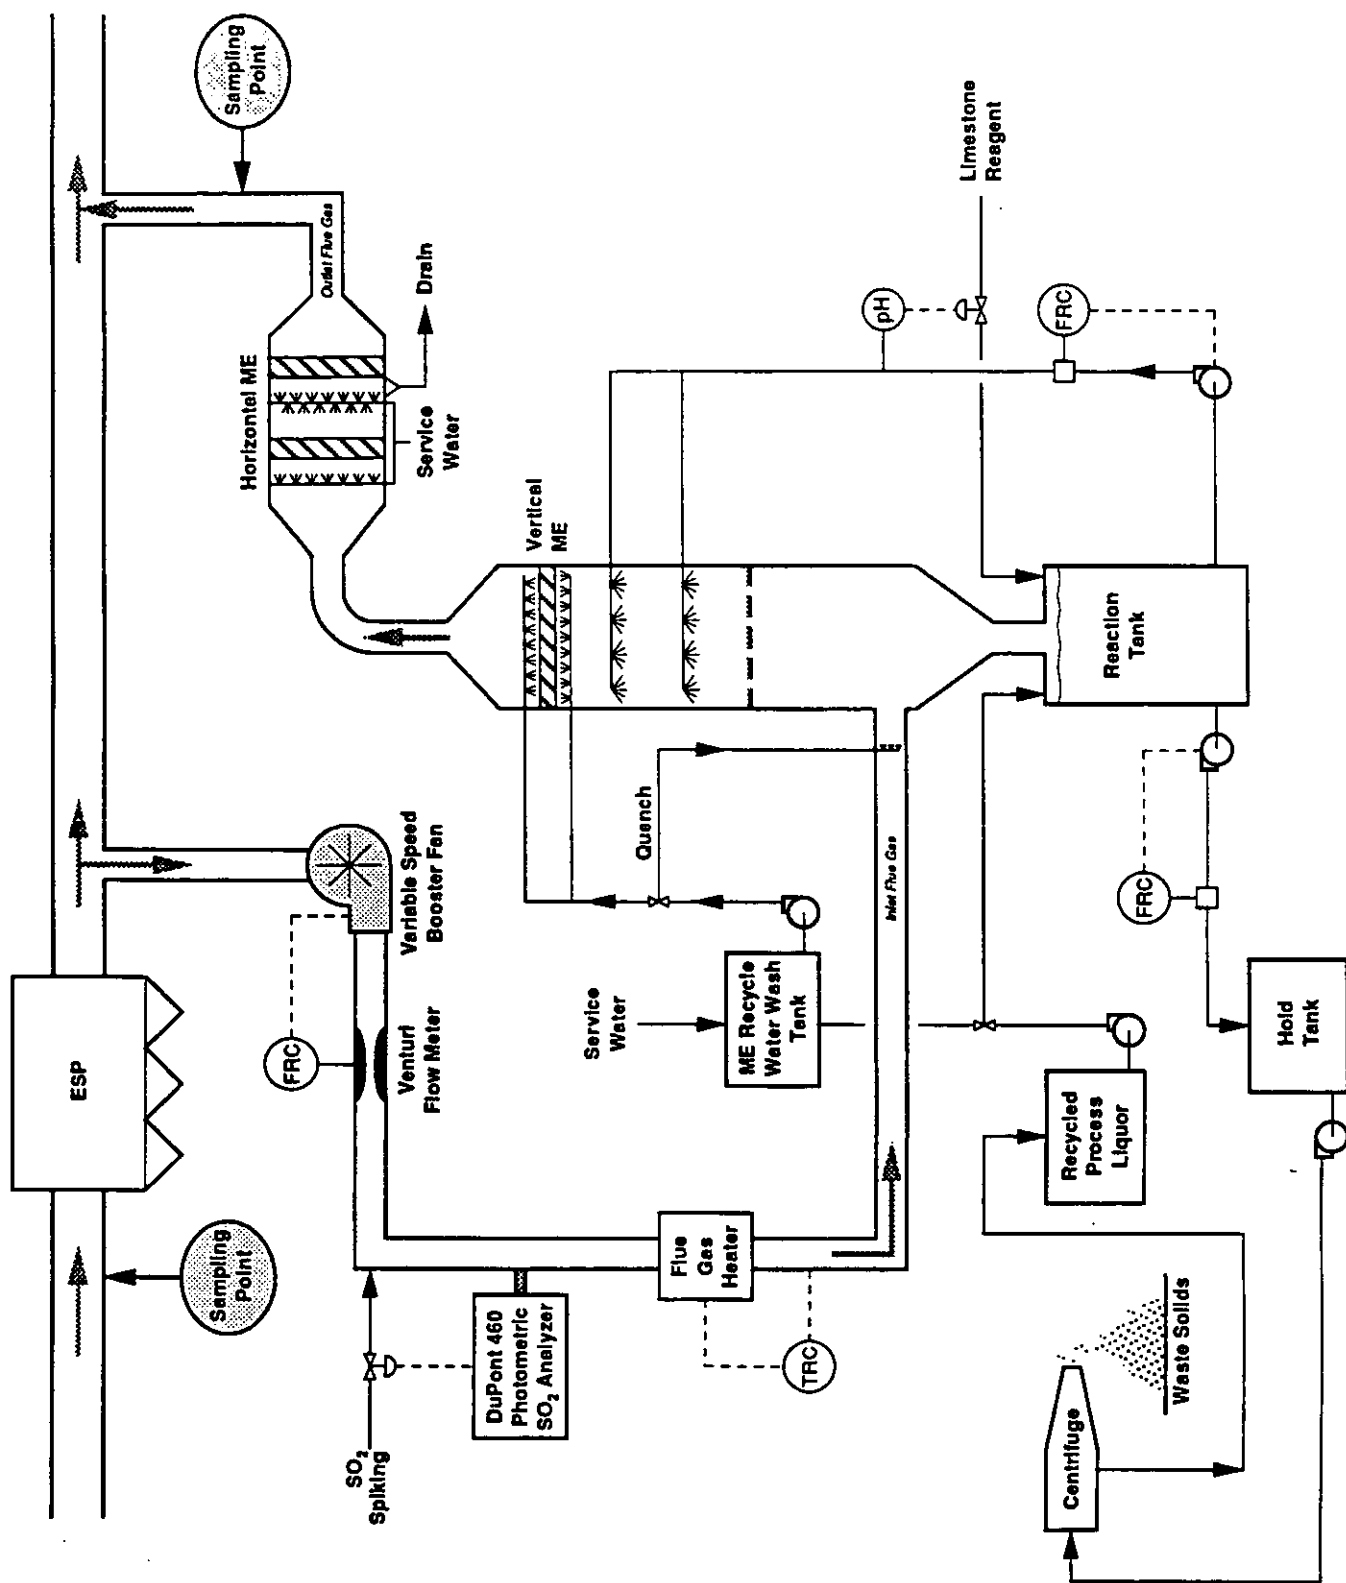 Sampling
Point
ESP
Sampling
Point
Outlet Flue Gas
Horizontal ME
Drain
Service
Water
Variable Speed
Booster Fan
FRC
Venturi
Flow Meter
SO2
Spiking
DuPont 460
Photometric
SO2 Analyzer
Vertical
ME
Quench
Service
Water
ME Recycle
Water Wash
Tank
Flue
Gas
Heater
TRC
Inlet Flue Gas
pH
Limestone
Reagent
FRC
Reaction
Tank
FRC
Hold
Tank
Recycled
Process
Liquor
Centrifuge
Waste Solids